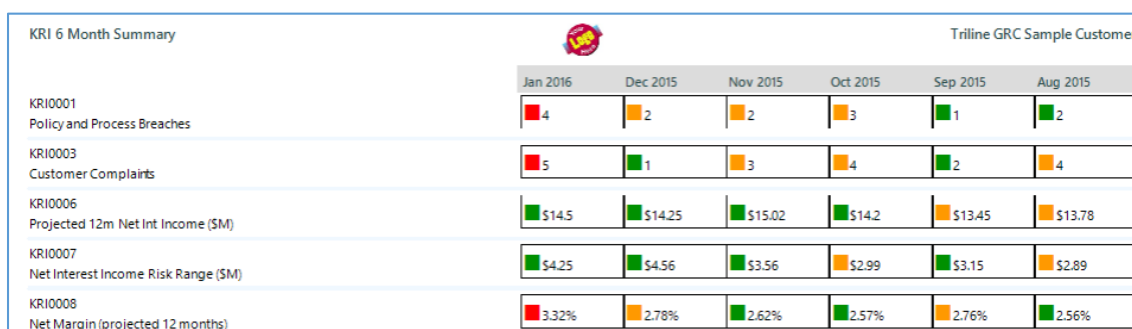 KRI 6 Month Summary
Logo
Triline GRC Sample Custome
Jan 2016 Dec 2015 Nov 2015 Oct 2015 Sep 2015 Aug 2015
KRI0001
Policy and Process Breaches
4 2 2 3 1 2
KRI0003
Customer Complaints
5 1 3 4 2 4
KRI0006
Projected 12m Net Int Income ($M)
$14.5 $14.25 $15.02 $14.2 $13.45 $13.78
KRI0007
Net Interest Income Risk Range ($M)
$4.25 $4.56 $3.56 $2.99 $3.15 $2.89
KRI0008
Net Margin (projected 12 months)
3.32% 2.78% 2.62% 2.57% 2.76% 2.56%